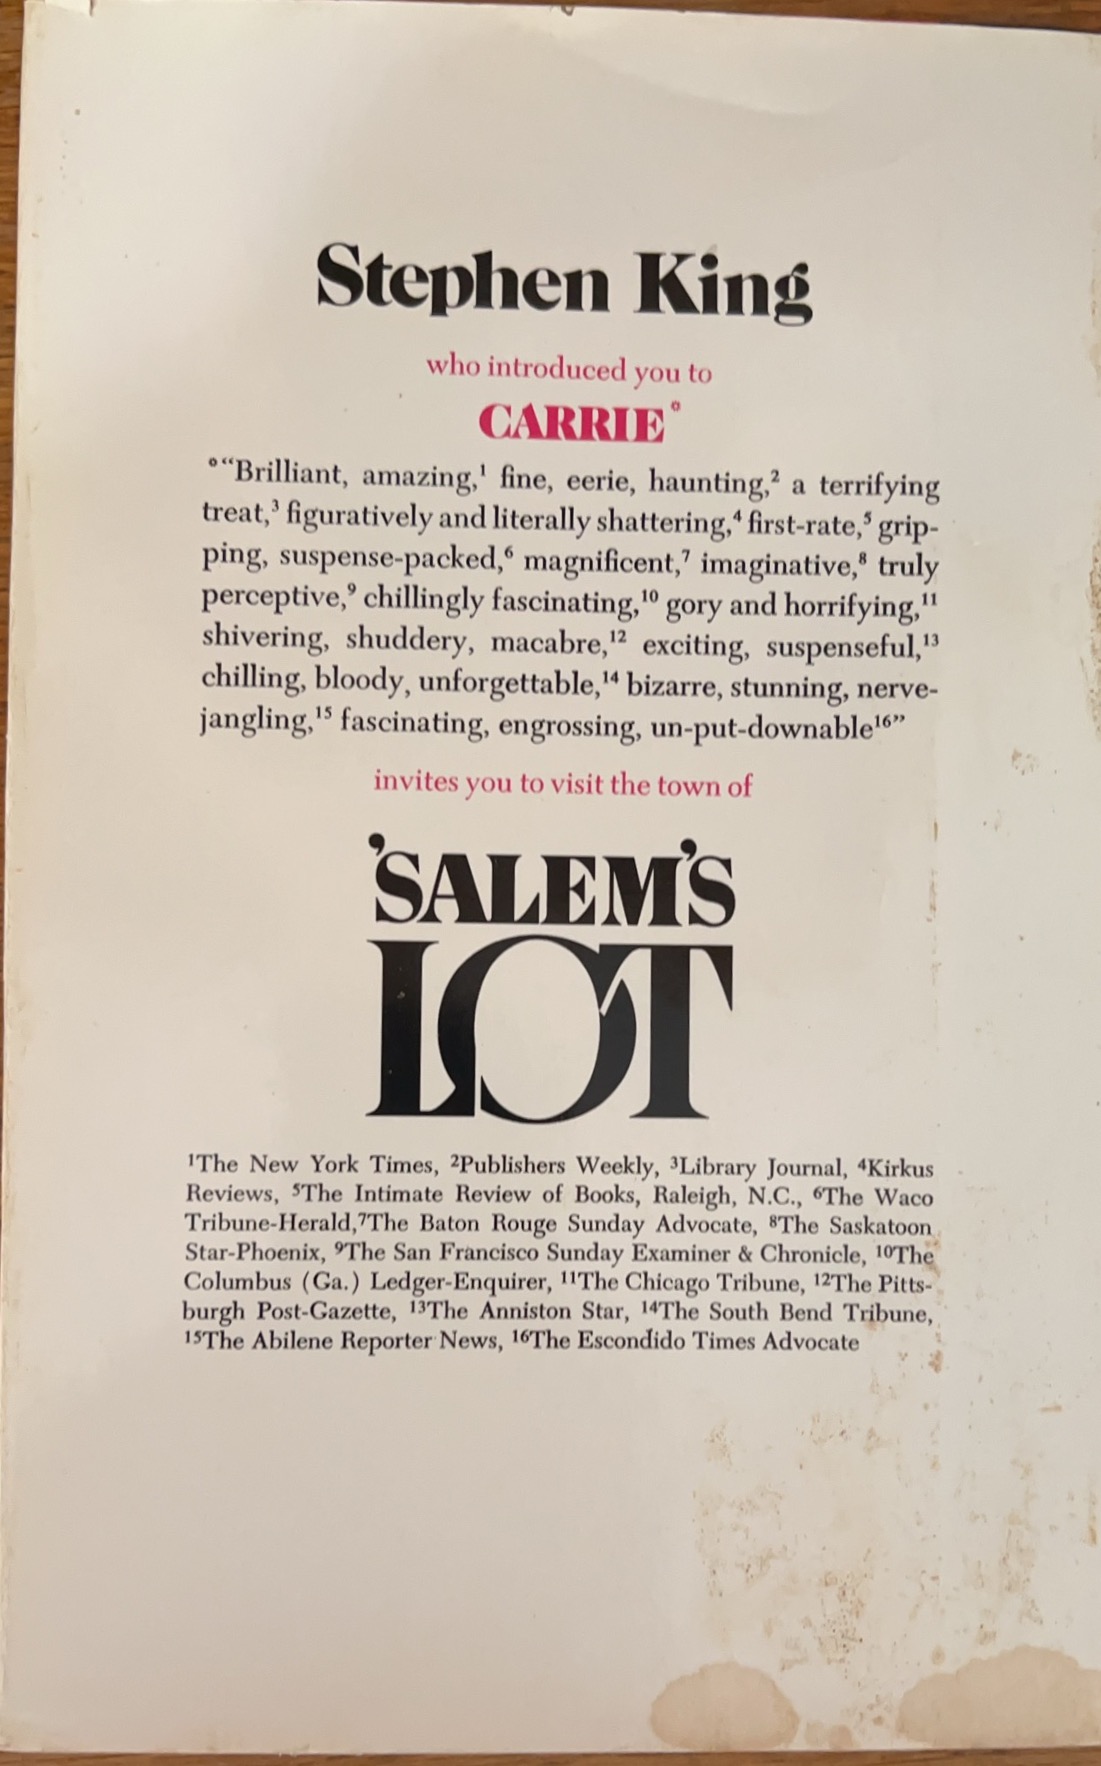 Stephen King
who introduced you to
CARRIE*
*“Brilliant, amazing,¹ fine, eerie, haunting,² a terrifying
treat,³ figuratively and literally shattering,⁴ first-rate,⁵ grip-
ping, suspense-packed,⁶ magnificent,⁷ imaginative,⁸ truly
perceptive,⁹ chillingly fascinating,¹⁰ gory and horrifying,¹¹
shivering, shuddery, macabre,¹² exciting, suspenseful,¹³
chilling, bloody, unforgettable,¹⁴ bizarre, stunning, nerve-
jangling,¹⁵ fascinating, engrossing, un-put-downable¹⁶”
invites you to visit the town of
’SALEM’S
LOT
¹The New York Times, ²Publishers Weekly, ³Library Journal, ⁴Kirkus
Reviews, ⁵The Intimate Review of Books, Raleigh, N.C., ⁶The Waco
Tribune-Herald,⁷The Baton Rouge Sunday Advocate, ⁸The Saskatoon
Star-Phoenix, ⁹The San Francisco Sunday Examiner & Chronicle, ¹⁰The
Columbus (Ga.) Ledger-Enquirer, ¹¹The Chicago Tribune, ¹²The Pitts-
burgh Post-Gazette, ¹³The Anniston Star, ¹⁴The South Bend Tribune,
¹⁵The Abilene Reporter News, ¹⁶The Escondido Times Advocate